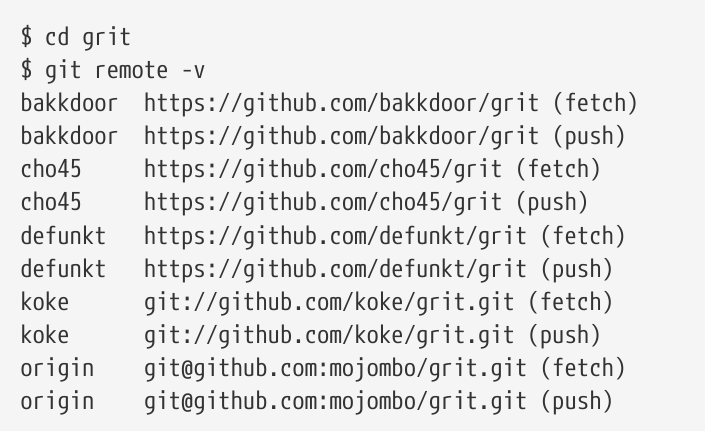 $ cd grit
$ git remote -v
bakkdoor  https://github.com/bakkdoor/grit (fetch)
bakkdoor  https://github.com/bakkdoor/grit (push)
cho45     https://github.com/cho45/grit (fetch)
cho45     https://github.com/cho45/grit (push)
defunkt   https://github.com/defunkt/grit (fetch)
defunkt   https://github.com/defunkt/grit (push)
koke      git://github.com/koke/grit.git (fetch)
koke      git://github.com/koke/grit.git (push)
origin    git@github.com:mojombo/grit.git (fetch)
origin    git@github.com:mojombo/grit.git (push)